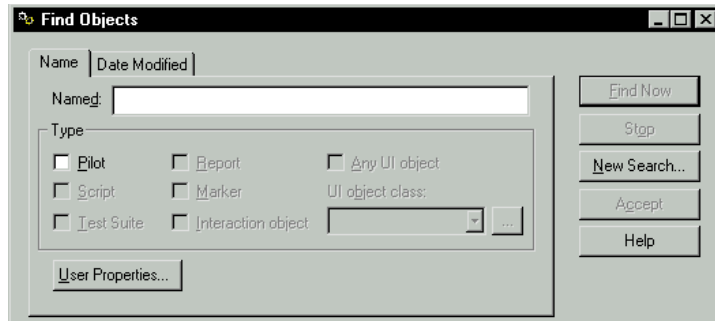 Find Objects
Name Date Modified
Named:
Find Now
Type
Stop
Pilot Report Any UI object
New Search...
Script Marker UI object class:
Accept
Test Suite Interaction object ...
Help
User Properties...